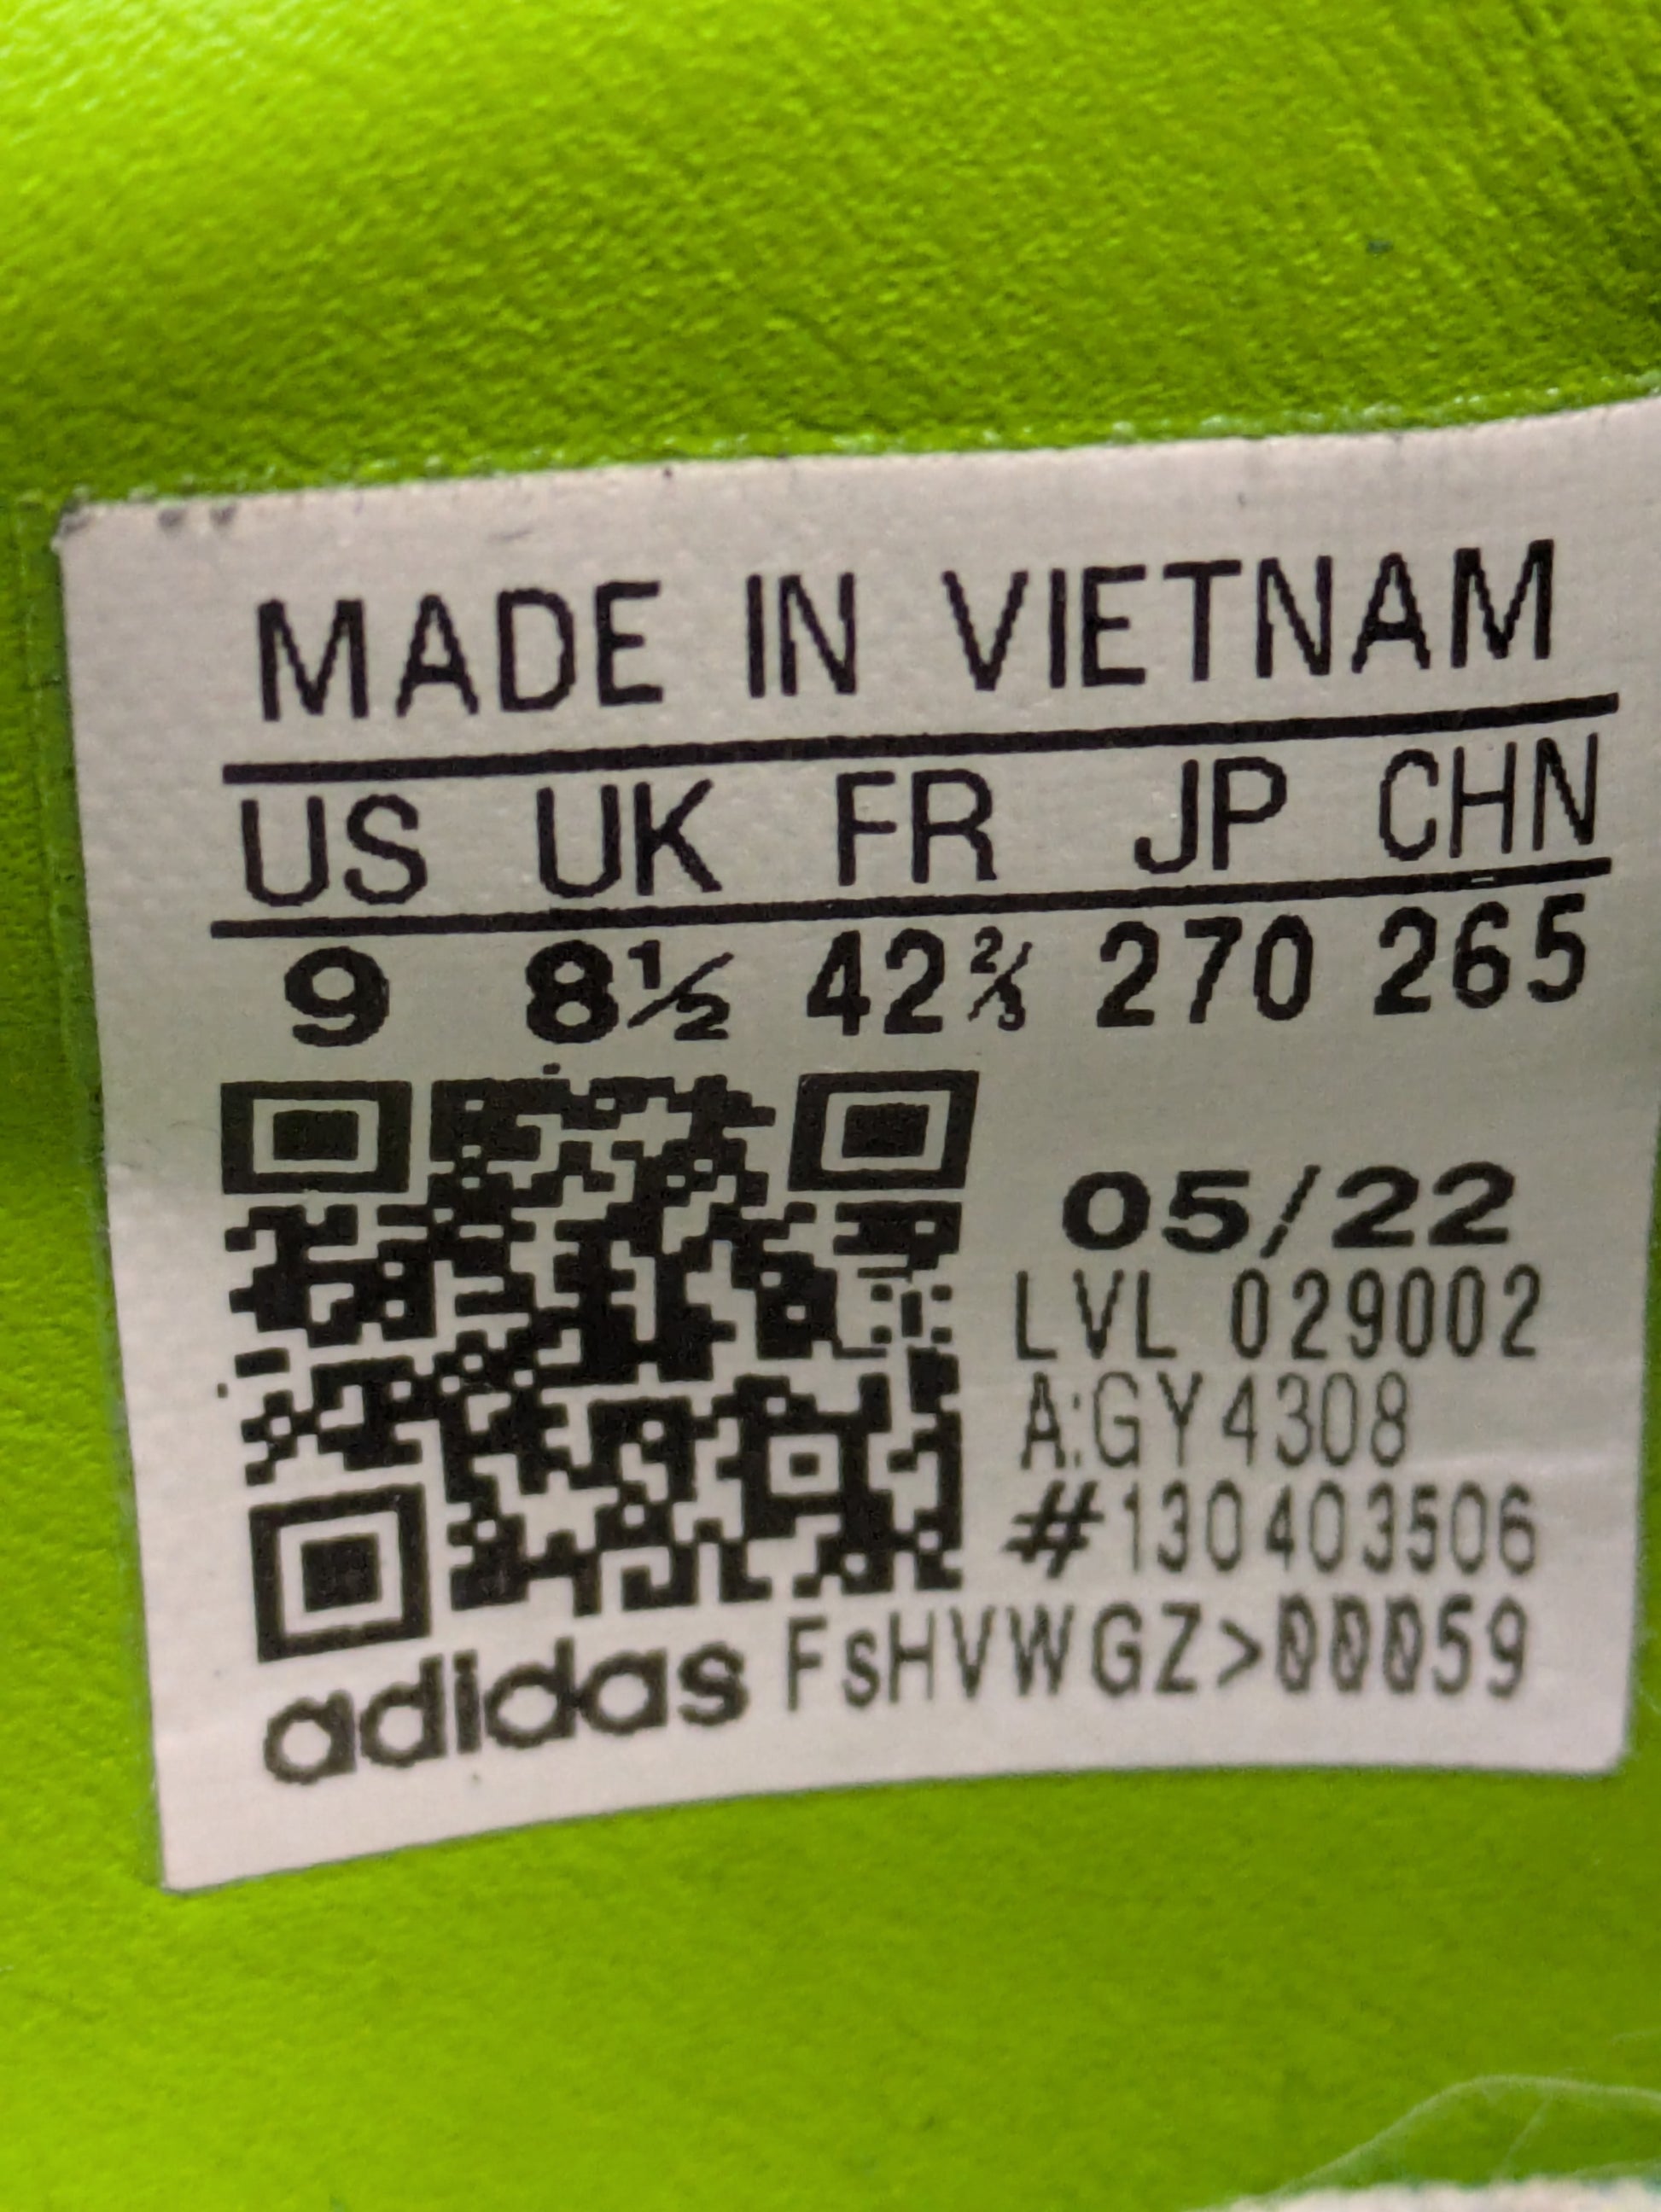 MADE IN VIETNAM
US UK FR JP CHN
9 8½ 42⅔ 270 265
05/22
LVL 029002
A:GY4308
#130403506
adidas FsHVWGZ>00059